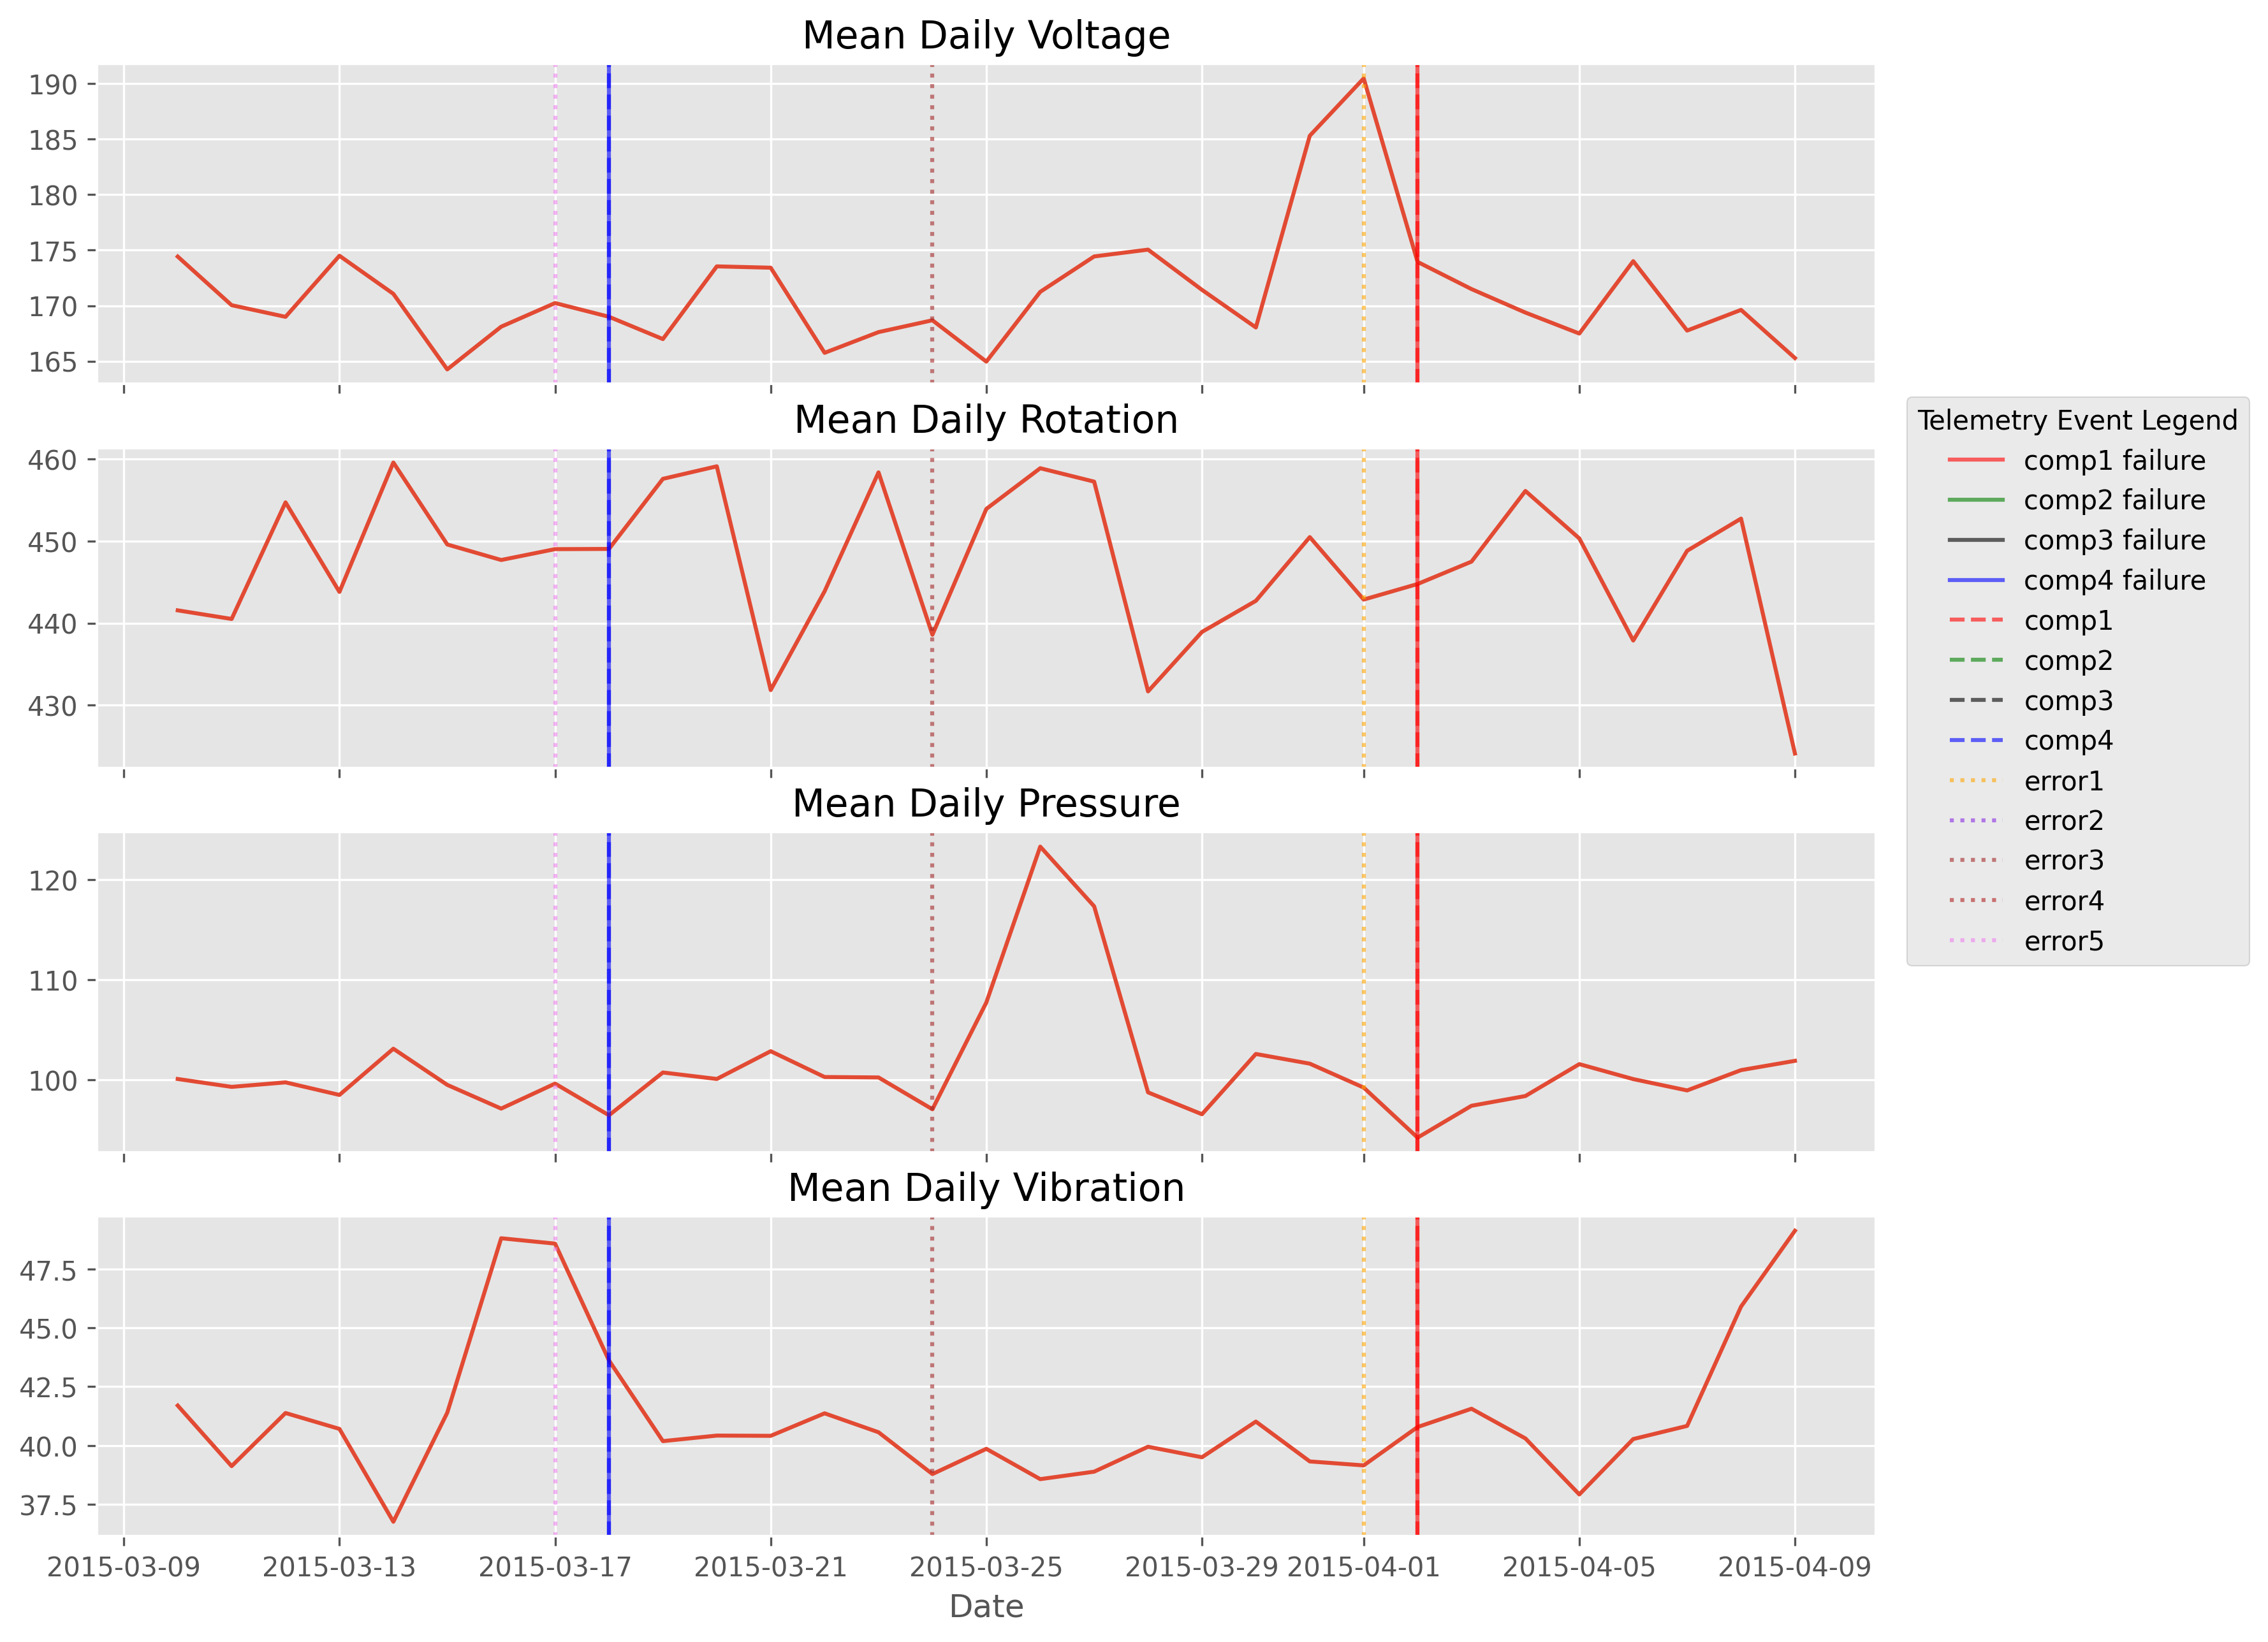 Mean Daily Voltage
190
185
180
175
170
165
Mean Daily Rotation
460
450
440
430
Mean Daily Pressure
120
110
100
Mean Daily Vibration
47.5
45.0
42.5
40.0
37.5
2015-03-09 2015-03-13 2015-03-17 2015-03-21 2015-03-25 2015-03-29 2015-04-01 2015-04-05 2015-04-09
Date
Telemetry Event Legend
comp1 failure
comp2 failure
comp3 failure
comp4 failure
comp1
comp2
comp3
comp4
error1
error2
error3
error4
error5